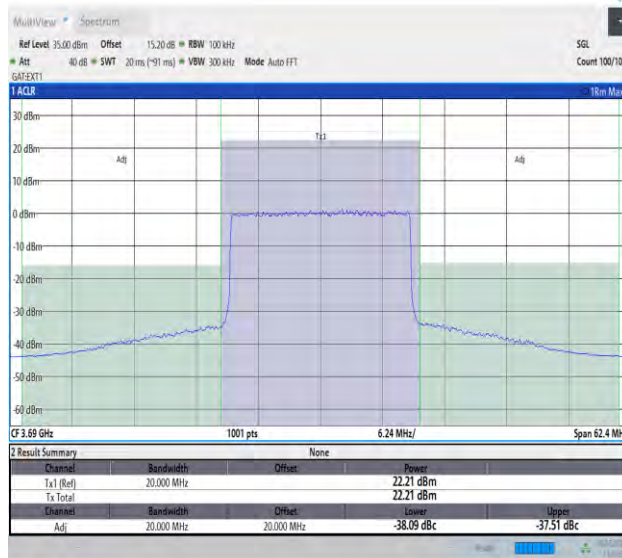 MultiView Spectrum
Ref Level 35.00 dBm Offset 15.20 dB RBW 100 kHz SGL
Att 40 dB SWT 20 ms (~91 ms) VBW 300 kHz Mode Auto FFT Count 100/10
GAT:EXT1
1 ACLR 1Rm Max
30 dBm
Tx1
20 dBm
Adj Adj
10 dBm
0 dBm
-10 dBm
-20 dBm
-30 dBm
-40 dBm
-50 dBm
-60 dBm
CF 3.69 GHz 1001 pts 6.24 MHz/ Span 62.4 MH
2 Result Summary None
Channel Bandwidth Offset Power
Tx1 (Ref) 20.000 MHz 22.21 dBm
Tx Total 22.21 dBm
Channel Bandwidth Offset Lower Upper
Adj 20.000 MHz 20.000 MHz -38.09 dBc -37.51 dBc